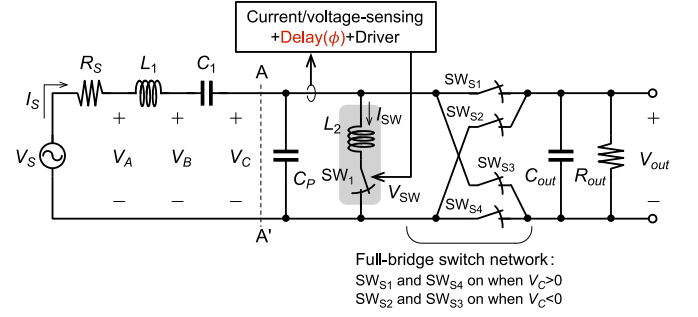 Current/voltage-sensing
+Delay(ϕ)+Driver
R_S L_1 C_1 A
I_S
SW_S1
SW_S2
L_2 I_SW
+ + + +
V_S V_A V_B V_C C_P SW_1 V_SW SW_S3 C_out R_out V_out
SW_S4
− − − −
A'
Full-bridge switch network:
SW_S1 and SW_S4 on when V_C>0
SW_S2 and SW_S3 on when V_C<0